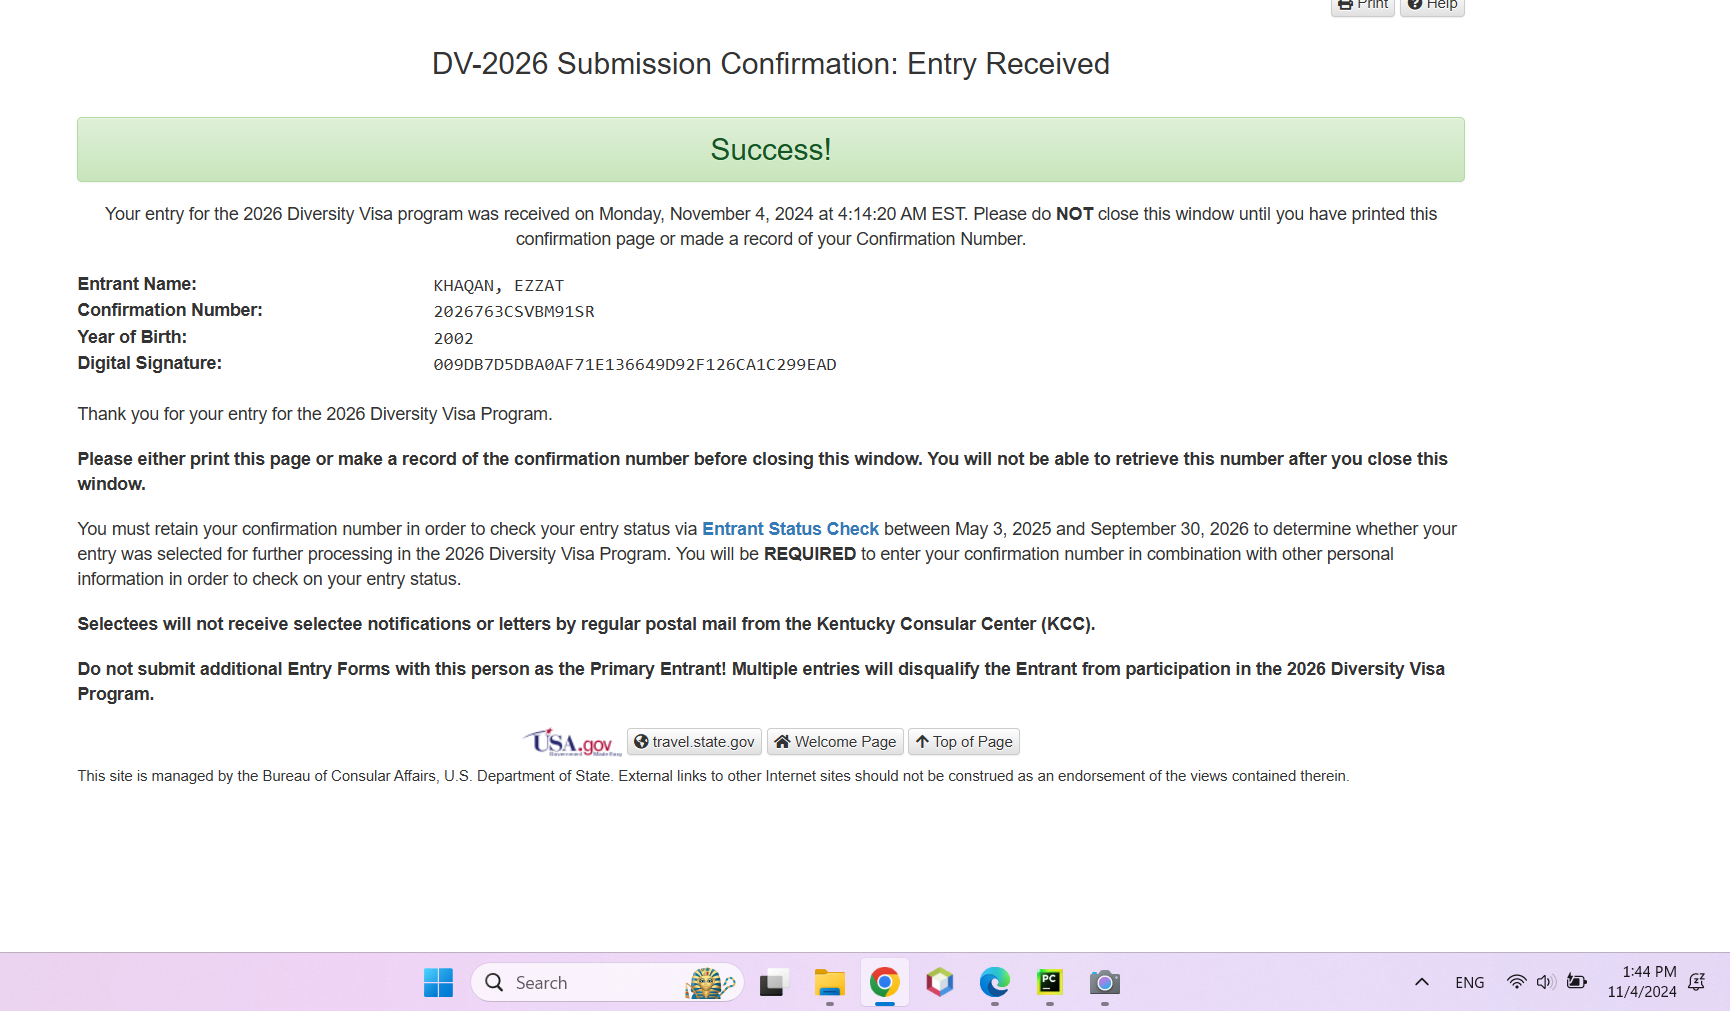 Print Help
DV-2026 Submission Confirmation: Entry Received
Success!
Your entry for the 2026 Diversity Visa program was received on Monday, November 4, 2024 at 4:14:20 AM EST. Please do NOT close this window until you have printed this
confirmation page or made a record of your Confirmation Number.
Entrant Name: KHAQAN, EZZAT
Confirmation Number: 2026763CSVBM91SR
Year of Birth: 2002
Digital Signature: 009DB7D5DBA0AF71E136649D92F126CA1C299EAD
Thank you for your entry for the 2026 Diversity Visa Program.
Please either print this page or make a record of the confirmation number before closing this window. You will not be able to retrieve this number after you close this
window.
You must retain your confirmation number in order to check your entry status via Entrant Status Check between May 3, 2025 and September 30, 2026 to determine whether your
entry was selected for further processing in the 2026 Diversity Visa Program. You will be REQUIRED to enter your confirmation number in combination with other personal
information in order to check on your entry status.
Selectees will not receive selectee notifications or letters by regular postal mail from the Kentucky Consular Center (KCC).
Do not submit additional Entry Forms with this person as the Primary Entrant! Multiple entries will disqualify the Entrant from participation in the 2026 Diversity Visa
Program.
USA.gov travel.state.gov Welcome Page Top of Page
Government Made Easy
This site is managed by the Bureau of Consular Affairs, U.S. Department of State. External links to other Internet sites should not be construed as an endorsement of the views contained therein.
Search PC ENG 1:44 PM
11/4/2024